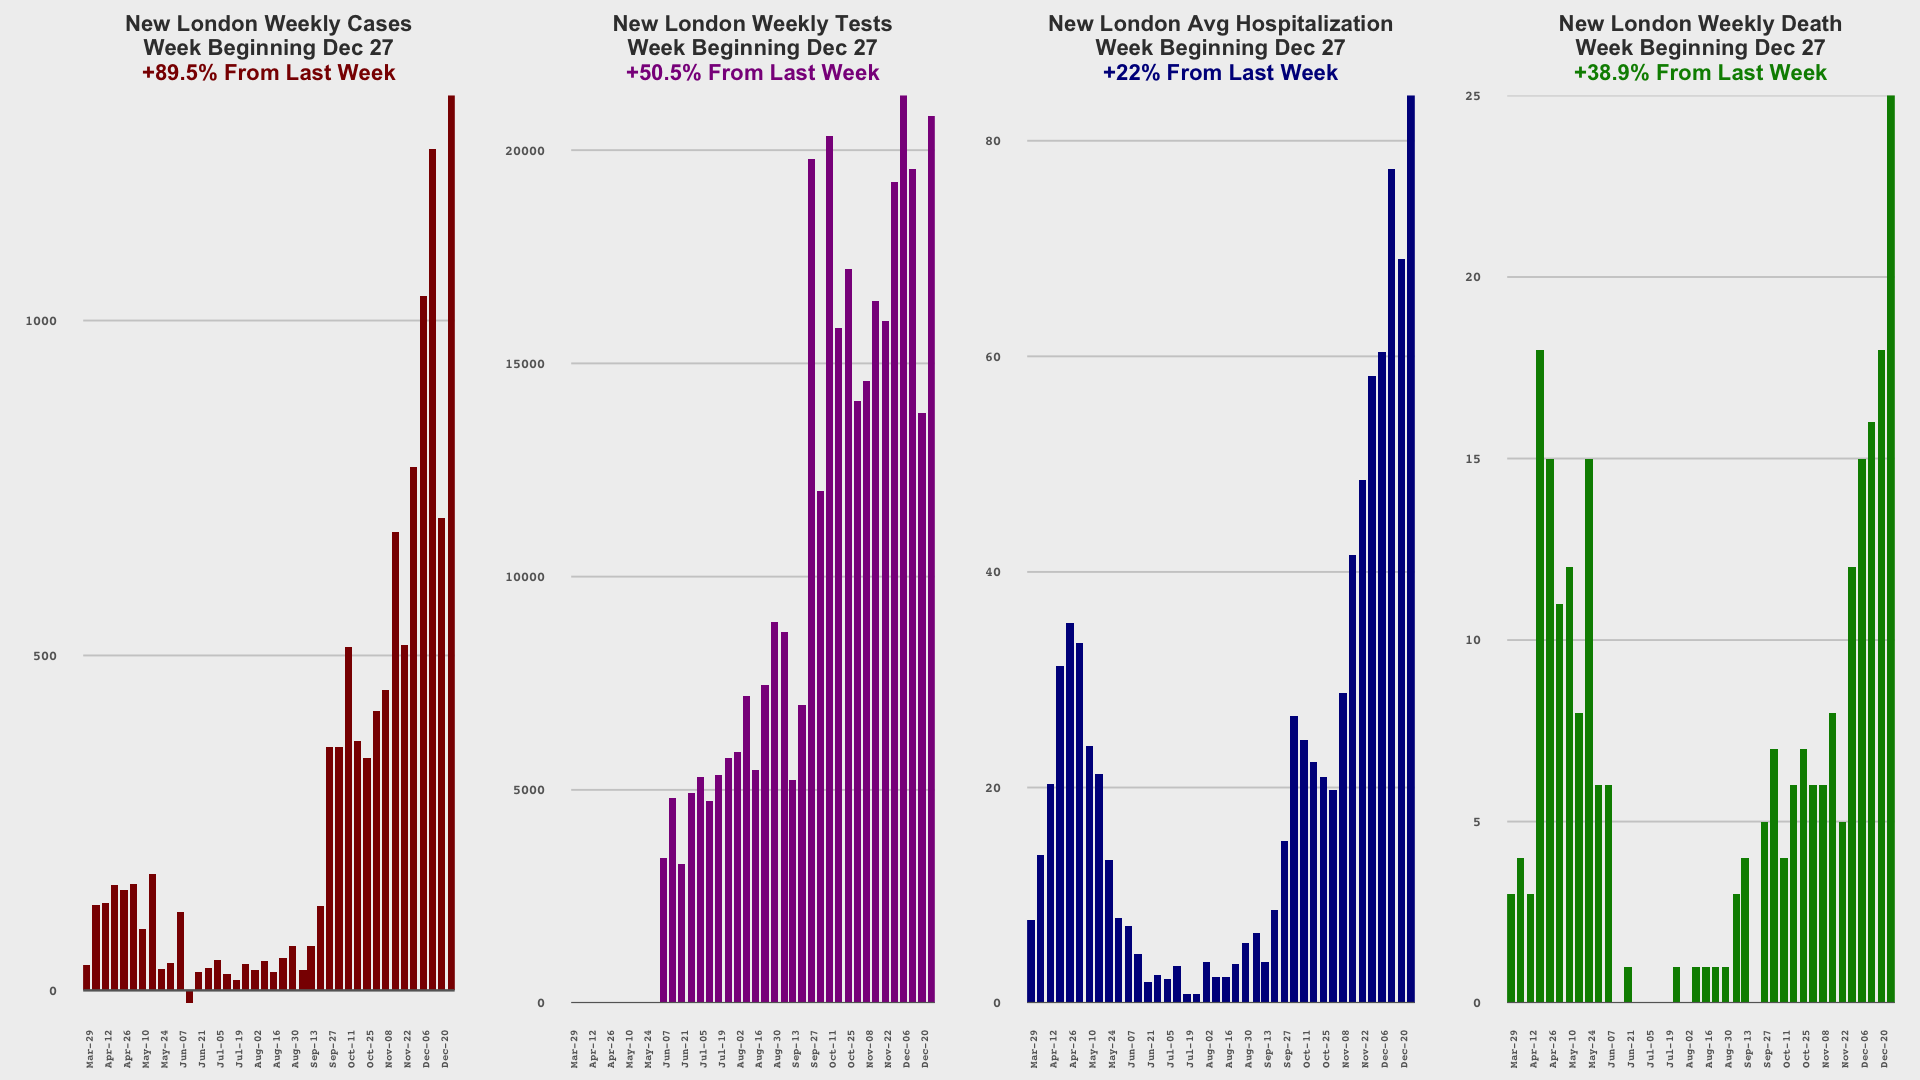 New London Weekly Cases
Week Beginning Dec 27
+89.5% From Last Week
1000
500
0
Mar-29
Apr-12
Apr-26
May-10
May-24
Jun-07
Jun-21
Jul-05
Jul-19
Aug-02
Aug-16
Aug-30
Sep-13
Sep-27
Oct-11
Oct-25
Nov-08
Nov-22
Dec-06
Dec-20
New London Weekly Tests
Week Beginning Dec 27
+50.5% From Last Week
20000
15000
10000
5000
0
Mar-29
Apr-12
Apr-26
May-10
May-24
Jun-07
Jun-21
Jul-05
Jul-19
Aug-02
Aug-16
Aug-30
Sep-13
Sep-27
Oct-11
Oct-25
Nov-08
Nov-22
Dec-06
Dec-20
New London Avg Hospitalization
Week Beginning Dec 27
+22% From Last Week
80
60
40
20
0
Mar-29
Apr-12
Apr-26
May-10
May-24
Jun-07
Jun-21
Jul-05
Jul-19
Aug-02
Aug-16
Aug-30
Sep-13
Sep-27
Oct-11
Oct-25
Nov-08
Nov-22
Dec-06
Dec-20
New London Weekly Death
Week Beginning Dec 27
+38.9% From Last Week
25
20
15
10
5
0
Mar-29
Apr-12
Apr-26
May-10
May-24
Jun-07
Jun-21
Jul-05
Jul-19
Aug-02
Aug-16
Aug-30
Sep-13
Sep-27
Oct-11
Oct-25
Nov-08
Nov-22
Dec-06
Dec-20